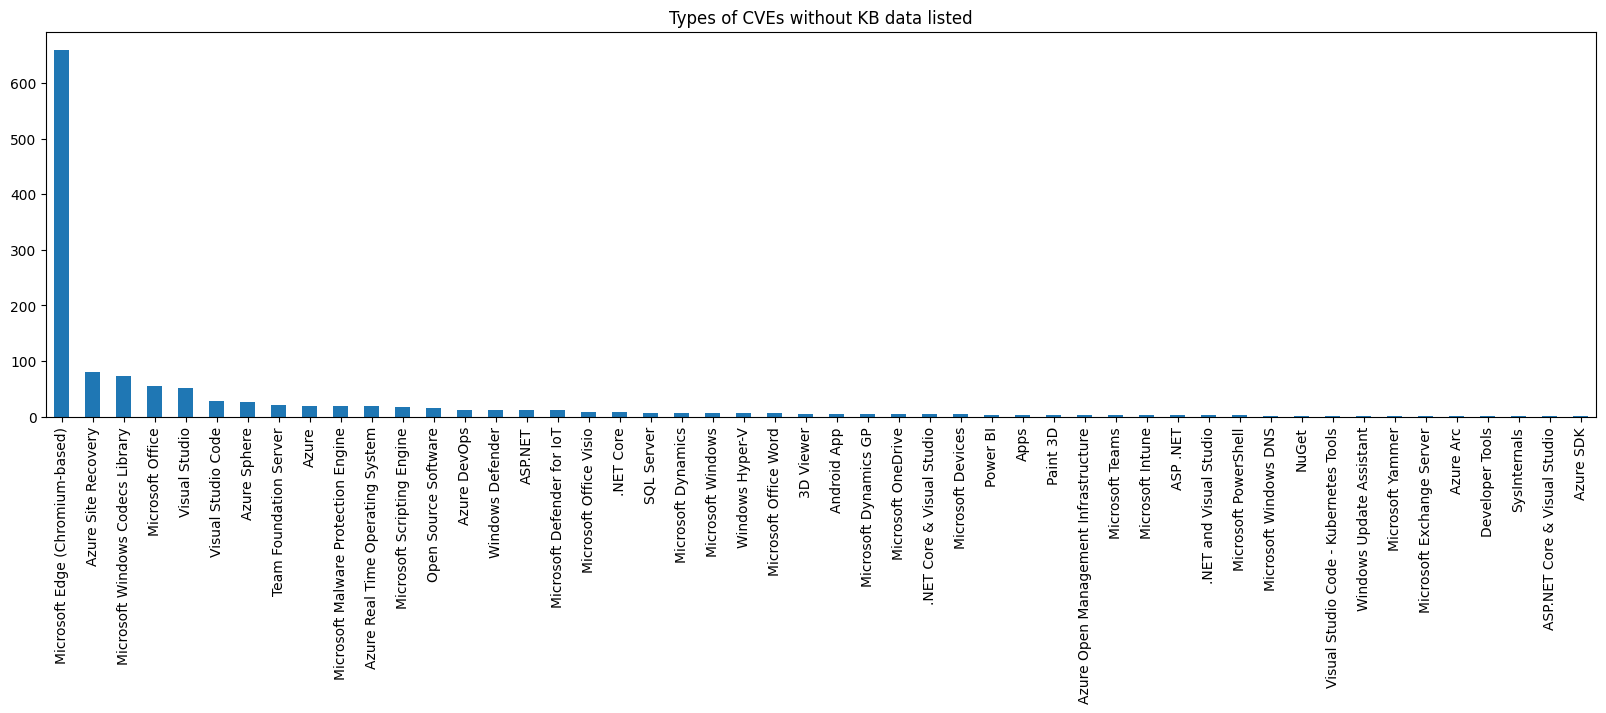 Types of CVEs without KB data listed
600
500
400
300
200
100
0
Microsoft Edge (Chromium-based)
Azure Site Recovery
Microsoft Windows Codecs Library
Microsoft Office
Visual Studio
Visual Studio Code
Azure Sphere
Team Foundation Server
Azure
Microsoft Malware Protection Engine
Azure Real Time Operating System
Microsoft Scripting Engine
Open Source Software
Azure DevOps
Windows Defender
ASP.NET
Microsoft Defender for IoT
Microsoft Office Visio
.NET Core
SQL Server
Microsoft Dynamics
Microsoft Windows
Windows Hyper-V
Microsoft Office Word
3D Viewer
Android App
Microsoft Dynamics GP
Microsoft OneDrive
.NET Core & Visual Studio
Microsoft Devices
Power BI
Apps
Paint 3D
Azure Open Management Infrastructure
Microsoft Teams
Microsoft Intune
ASP .NET
.NET and Visual Studio
Microsoft PowerShell
Microsoft Windows DNS
NuGet
Visual Studio Code - Kubernetes Tools
Windows Update Assistant
Microsoft Yammer
Microsoft Exchange Server
Azure Arc
Developer Tools
SysInternals
ASP.NET Core & Visual Studio
Azure SDK